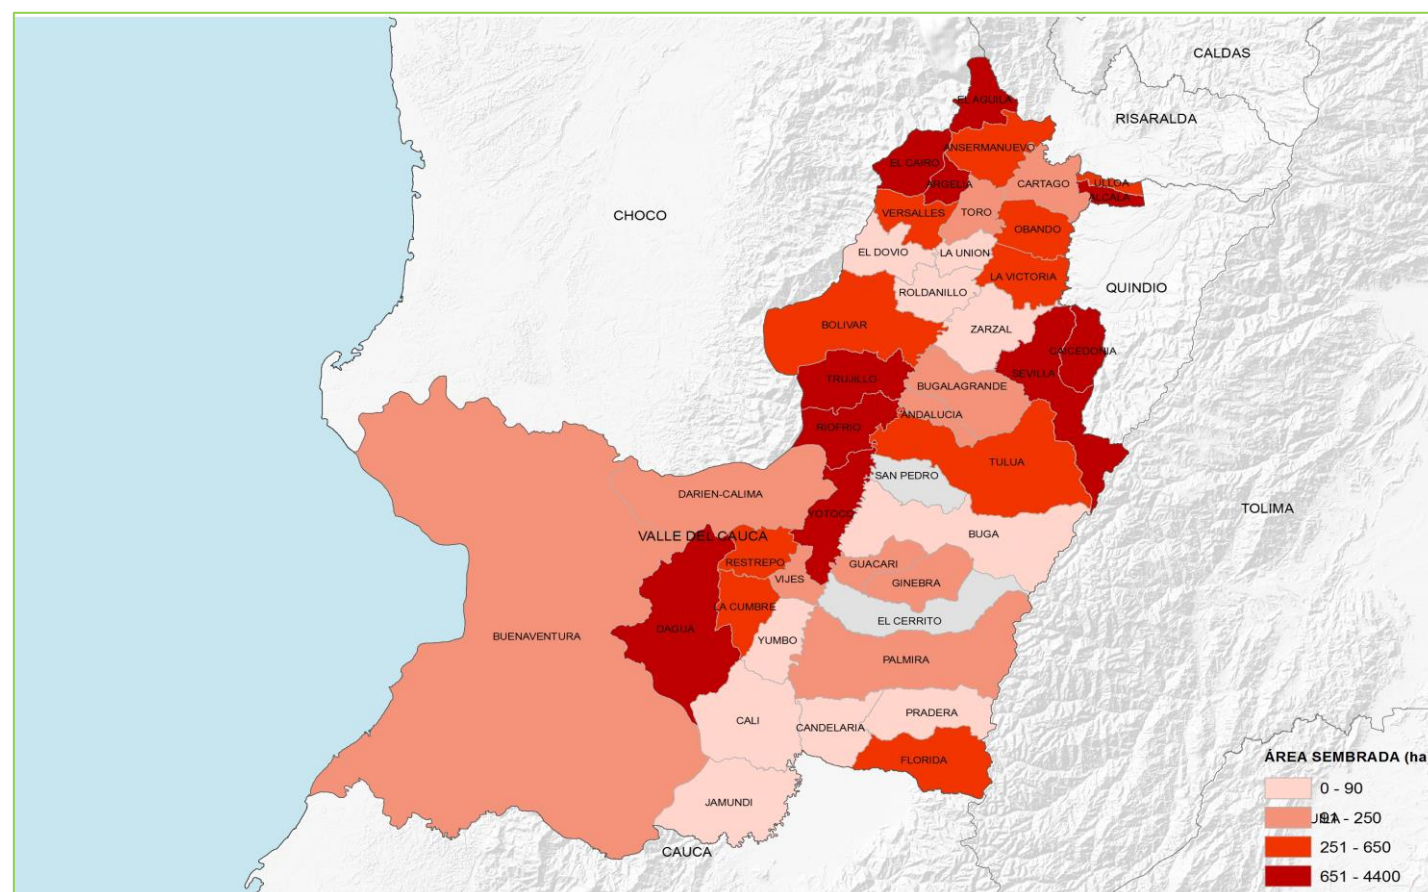 CALDAS
EL AGUILA
RISARALDA
ANSERMANUEVO
EL CAIRO
ARGELIA
CARTAGO
ULLOA
ALCALA
CHOCO
VERSALLES
TORO
OBANDO
EL DOVIO
LA UNION
LA VICTORIA
ROLDANILLO
QUINDIO
BOLIVAR
ZARZAL
CAICEDONIA
TRUJILLO
SEVILLA
BUGALAGRANDE
ANDALUCIA
RIOFRIO
TULUA
SAN PEDRO
DARIEN-CALIMA
TOLIMA
YOTOCO
VALLE DEL CAUCA
BUGA
RESTREPO
GUACARI
VIJES
GINEBRA
LA CUMBRE
EL CERRITO
DAGUA
BUENAVENTURA
YUMBO
PALMIRA
PRADERA
CALI
CANDELARIA
FLORIDA
ÁREA SEMBRADA (ha
0 - 90
JAMUNDI
91 - 250
251 - 650
CAUCA
651 - 4400